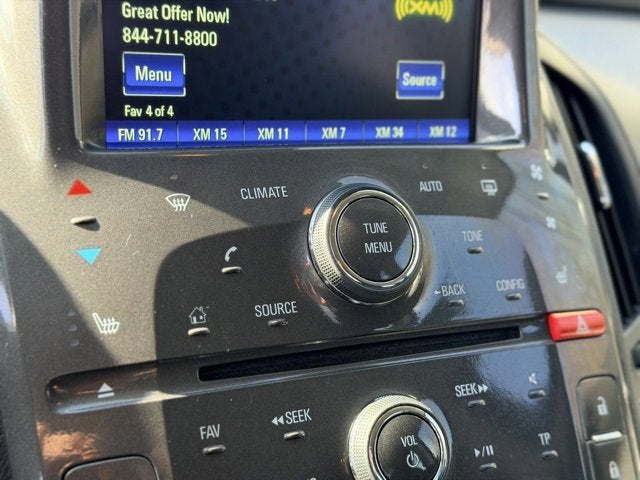 Great Offer Now!
((XM))
844-711-8800
Menu
Source
Fav 4 of 4
FM 91.7 XM 15 XM 11 XM 7 XM 34 XM 12
CLIMATE
AUTO
TUNE
MENU
TONE
BACK
CONFIG
SOURCE
SEEK
SEEK
FAV
VOL
TP